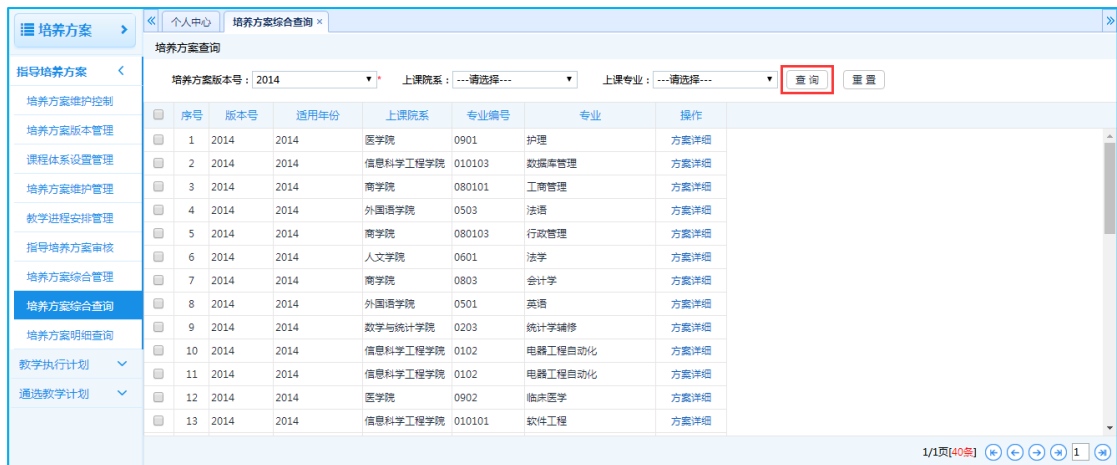 培养方案
个人中心 培养方案综合查询 ×
培养方案查询
指导培养方案
培养方案维护控制
培养方案版本管理
课程体系设置管理
培养方案维护管理
教学进程安排管理
指导培养方案审核
培养方案综合管理
培养方案综合查询
培养方案明细查询
教学执行计划
通选教学计划
培养方案版本号：2014 * 上课院系：---请选择--- 上课专业：---请选择--- 查询 重置
序号 版本号 适用年份 上课院系 专业编号 专业 操作
1 2014 2014 医学院 0901 护理 方案详细
2 2014 2014 信息科学工程学院 010103 数据库管理 方案详细
3 2014 2014 商学院 080101 工商管理 方案详细
4 2014 2014 外国语学院 0503 法语 方案详细
5 2014 2014 商学院 080103 行政管理 方案详细
6 2014 2014 人文学院 0601 法学 方案详细
7 2014 2014 商学院 0803 会计学 方案详细
8 2014 2014 外国语学院 0501 英语 方案详细
9 2014 2014 数学与统计学院 0203 统计学辅修 方案详细
10 2014 2014 信息科学工程学院 0102 电器工程自动化 方案详细
11 2014 2014 信息科学工程学院 0102 电器工程自动化 方案详细
12 2014 2014 医学院 0902 临床医学 方案详细
13 2014 2014 信息科学工程学院 010101 软件工程 方案详细
1/1页[40条] 1